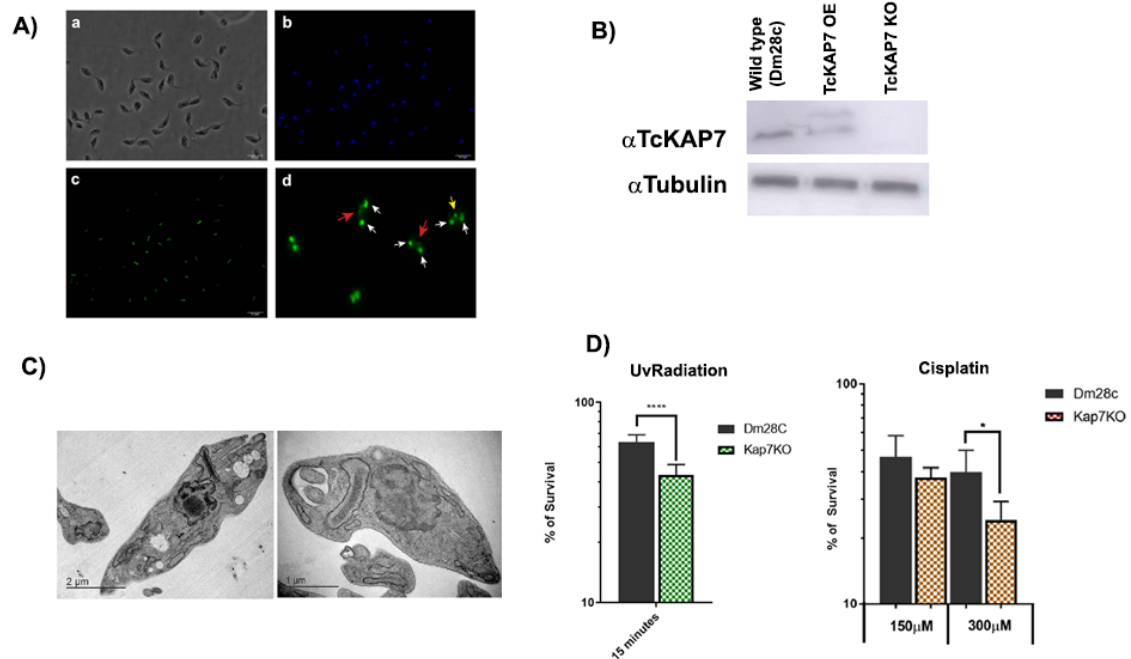 A)
a
b
c
d
B)
Wild type
(Dm28c)
TcKAP7 OE
TcKAP7 KO
αTcKAP7
αTubulin
C)
2 µm
1 µm
D)
UvRadiation
% of Survival
100
10
****
15 minutes
Dm28C
Kap7KO
Cisplatin
% of Survival
100
10
*
150µM
300µM
Dm28c
Kap7KO